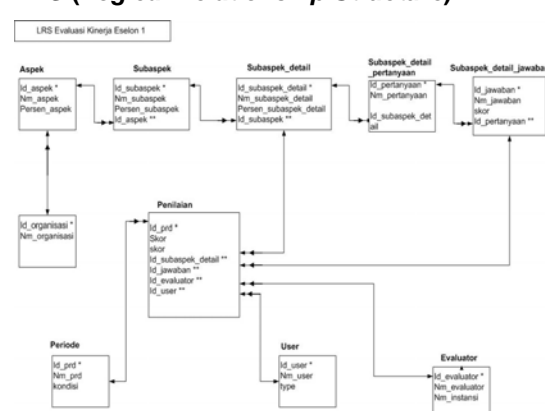 LRS Evaluasi Kinerja Eselon 1
Aspek
Id_aspek *
Nm_aspek
Persen_aspek
Subaspek
Id_subaspek *
Nm_subaspek
Persen_subaspek
Id_aspek **
Subaspek_detail
Id_subaspek_detail *
Nm_subaspek_detail
Persen_subaspek_detail
Id_subaspek **
Subaspek_detail
_pertanyaan
Id_pertanyaan *
Nm_pertanyaan
Id_subaspek_det
ail
Subaspek_detail_jawaba
Id_jawaban *
Nm_jawaban
skor
Id_pertanyaan **
Id_organisasi *
Nm_organisasi
Penilaian
Id_prd *
Skor
skor
Id_subaspek_detail **
Id_jawaban **
Id_evaluator **
Id_user **
Periode
Id_prd *
Nm_prd
kondisi
User
Id_user *
Nm_user
type
Evaluator
Id_evaluator *
Nm_evaluator
Nm_instansi